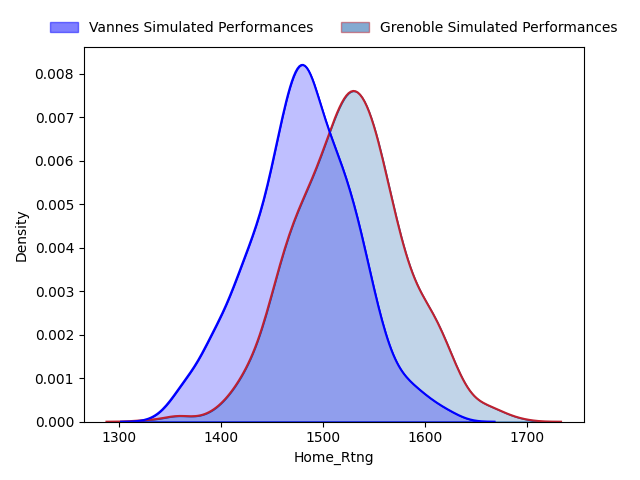 Vannes Simulated Performances Grenoble Simulated Performances
0.008
0.007
0.006
0.005
0.004
0.003
0.002
0.001
0.000
Density
1300 1400 1500 1600 1700
Home_Rtng